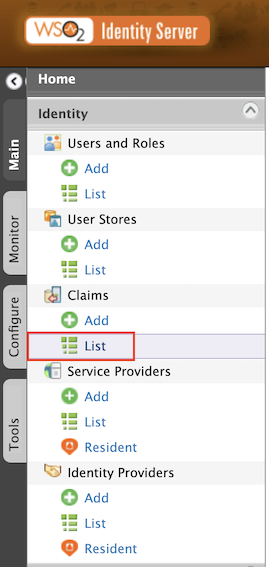 WSO2 Identity Server
Home
Identity
Users and Roles
Add
List
User Stores
Add
List
Claims
Add
List
Service Providers
Add
List
Resident
Identity Providers
Add
List
Resident
Main
Monitor
Configure
Tools